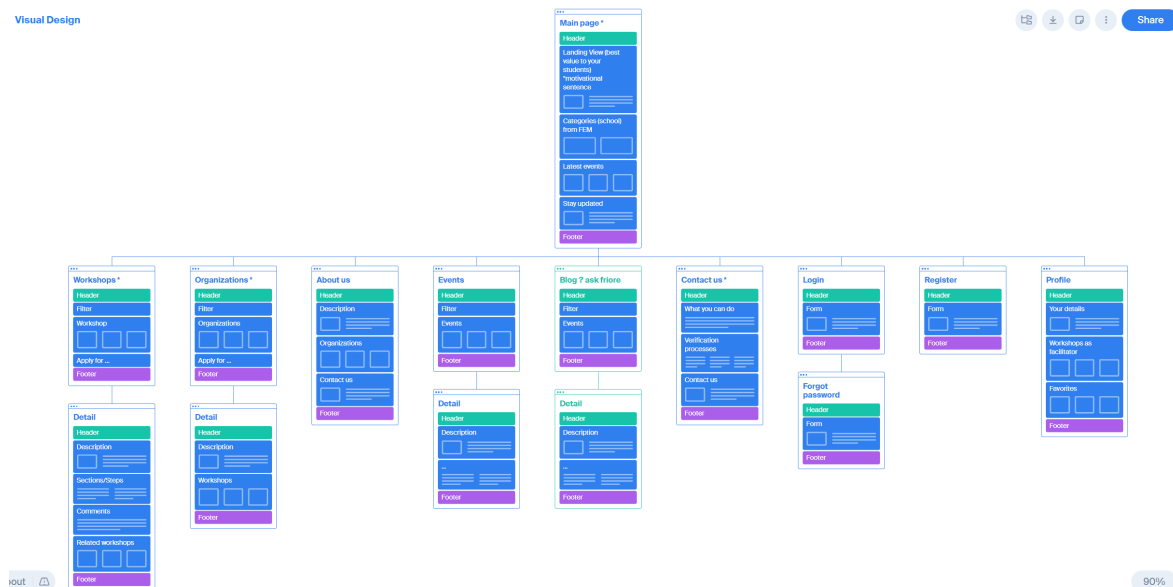 Visual Design
Share
Main page *
Header
Landing View (best
value to your
students)
*motivational
sentence
Categories (school)
from FEM
Latest events
Stay updated
Footer
Workshops *
Header
Filter
Workshop
Apply for ...
Footer
Organizations *
Header
Filter
Organizations
Apply for ...
Footer
About us
Header
Description
Organizations
Contact us
Footer
Events
Header
Filter
Events
Footer
Blog ? ask friore
Header
Filter
Events
Footer
Contact us *
Header
What you can do
Verification
processes
Contact us
Footer
Login
Header
Form
Footer
Register
Header
Form
Footer
Profile
Header
Your details
Workshops as
facilitator
Favorites
Footer
Detail
Header
Description
Sections/Steps
Comments
Related workshops
Footer
Detail
Header
Description
Workshops
Footer
Detail
Header
Description
...
Footer
Detail
Header
Description
...
Footer
Forgot
password
Header
Form
Footer
90%